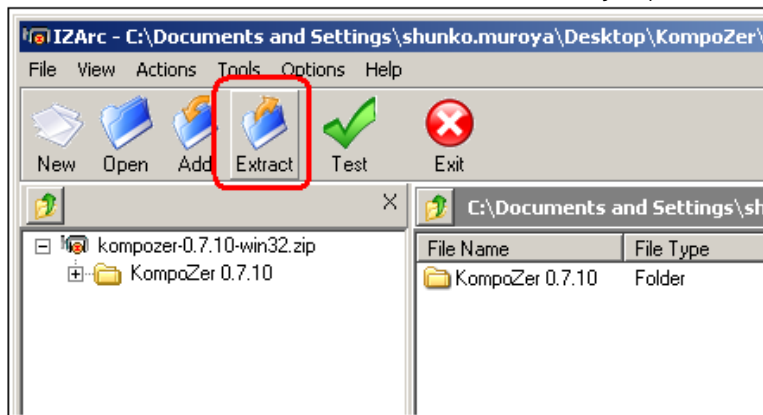 IZArc - C:\Documents and Settings\shunko.muroya\Desktop\KompoZer\
File View Actions Tools Options Help
New Open Add Extract Test Exit
C:\Documents and Settings\sh
kompozer-0.7.10-win32.zip
KompoZer 0.7.10
File Name File Type
KompoZer 0.7.10 Folder